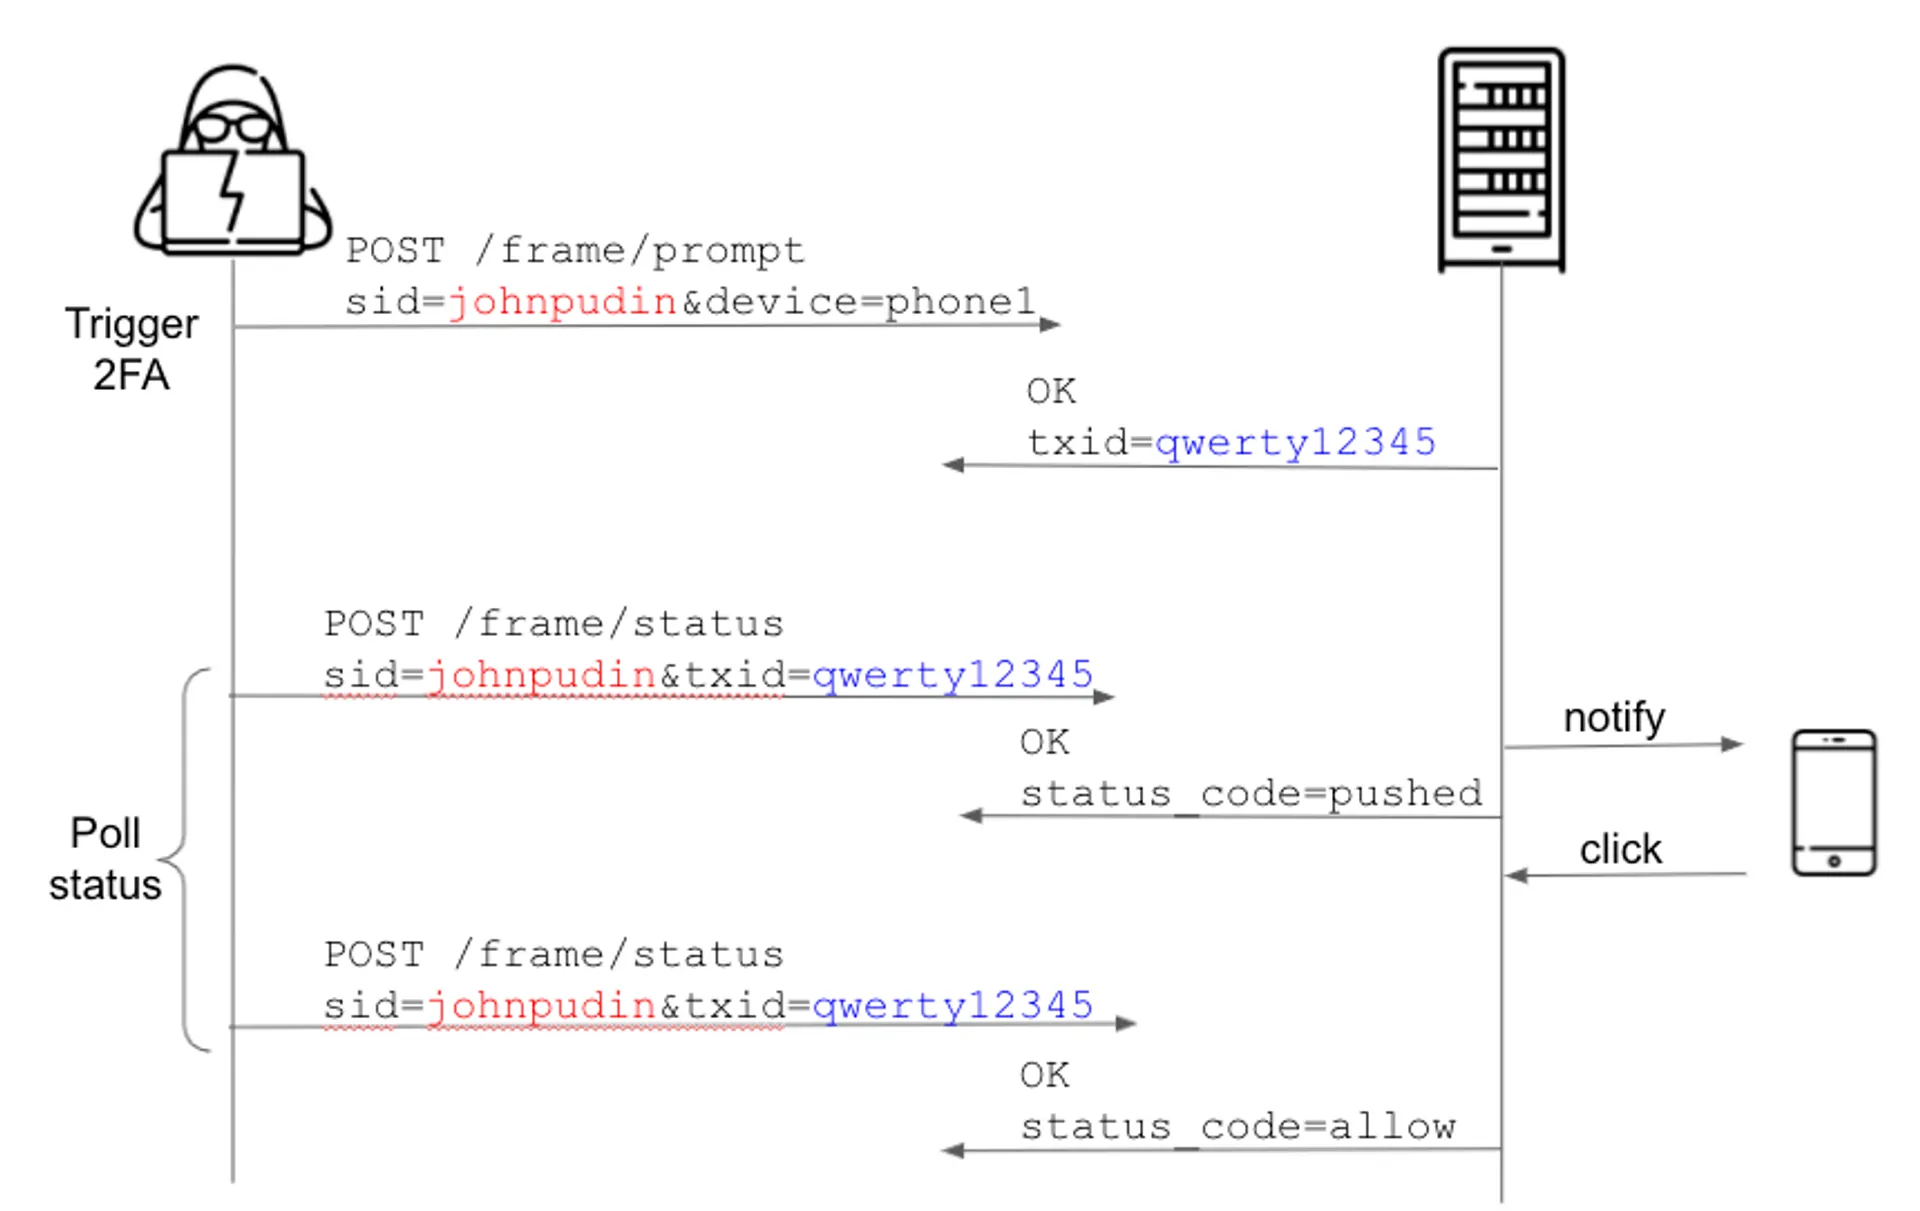 POST /frame/prompt
sid=johnpudin&device=phone1
Trigger
2FA
OK
txid=qwerty12345
POST /frame/status
sid=johnpudin&txid=qwerty12345
notify
OK
status_code=pushed
click
Poll
status
POST /frame/status
sid=johnpudin&txid=qwerty12345
OK
status_code=allow